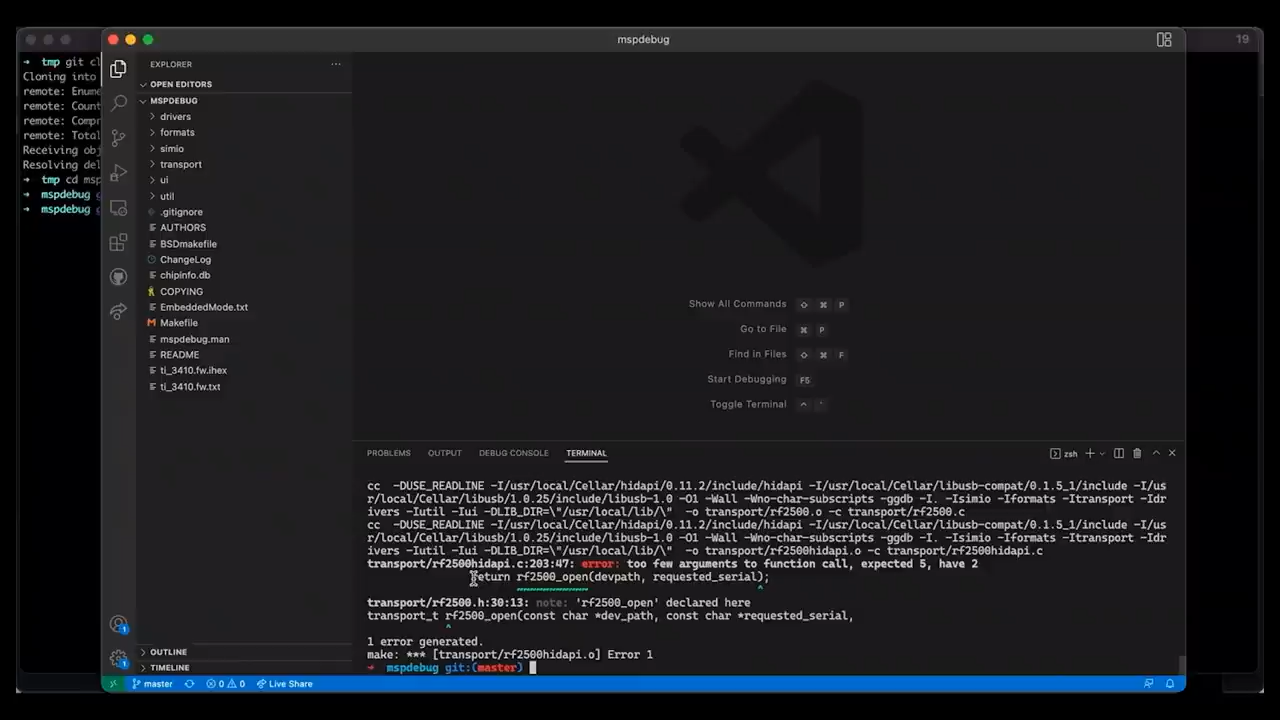 mspdebug
19
➜ tmp git cl
Cloning into
remote: Enume
remote: Count
remote: Compr
remote: Total
Receiving obj
Resolving del
➜ tmp cd msp
➜ mspdebug g
➜ mspdebug g
EXPLORER
OPEN EDITORS
MSPDEBUG
drivers
formats
simio
transport
ui
util
.gitignore
AUTHORS
BSDmakefile
ChangeLog
chipinfo.db
COPYING
EmbeddedMode.txt
Makefile
mspdebug.man
README
ti_3410.fw.ihex
ti_3410.fw.txt
OUTLINE
TIMELINE
Show All Commands ⇧ ⌘ P
Go to File ⌘ P
Find in Files ⇧ ⌘ F
Start Debugging F5
Toggle Terminal ^ `
PROBLEMS OUTPUT DEBUG CONSOLE TERMINAL zsh
cc -DUSE_READLINE -I/usr/local/Cellar/hidapi/0.11.2/include/hidapi -I/usr/local/Cellar/libusb-compat/0.1.5_1/include -I/us
r/local/Cellar/libusb/1.0.25/include/libusb-1.0 -O1 -Wall -Wno-char-subscripts -ggdb -I. -Isimio -Iformats -Itransport -Idr
ivers -Iutil -Iui -DLIB_DIR=\"/usr/local/lib/\" -o transport/rf2500.o -c transport/rf2500.c
cc -DUSE_READLINE -I/usr/local/Cellar/hidapi/0.11.2/include/hidapi -I/usr/local/Cellar/libusb-compat/0.1.5_1/include -I/us
r/local/Cellar/libusb/1.0.25/include/libusb-1.0 -O1 -Wall -Wno-char-subscripts -ggdb -I. -Isimio -Iformats -Itransport -Idr
ivers -Iutil -Iui -DLIB_DIR=\"/usr/local/lib/\" -o transport/rf2500hidapi.o -c transport/rf2500hidapi.c
transport/rf2500hidapi.c:203:47: error: too few arguments to function call, expected 5, have 2
return rf2500_open(devpath, requested_serial);
~~~~~~~~~~~ ^
transport/rf2500.h:30:13: note: 'rf2500_open' declared here
transport_t rf2500_open(const char *dev_path, const char *requested_serial,
^
1 error generated.
make: *** [transport/rf2500hidapi.o] Error 1
➜ mspdebug git:(master)
master 0 0 Live Share